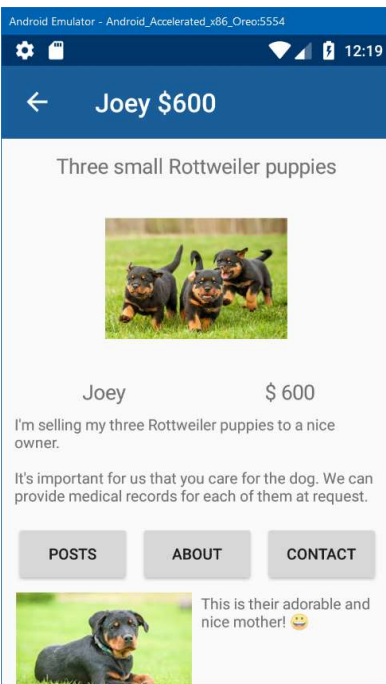 Android Emulator - Android_Accelerated_x86_Oreo:5554
12:19
Joey $600
Three small Rottweiler puppies
Joey $ 600
I'm selling my three Rottweiler puppies to a nice
owner.
It's important for us that you care for the dog. We can
provide medical records for each of them at request.
POSTS ABOUT CONTACT
This is their adorable and
nice mother! 😀